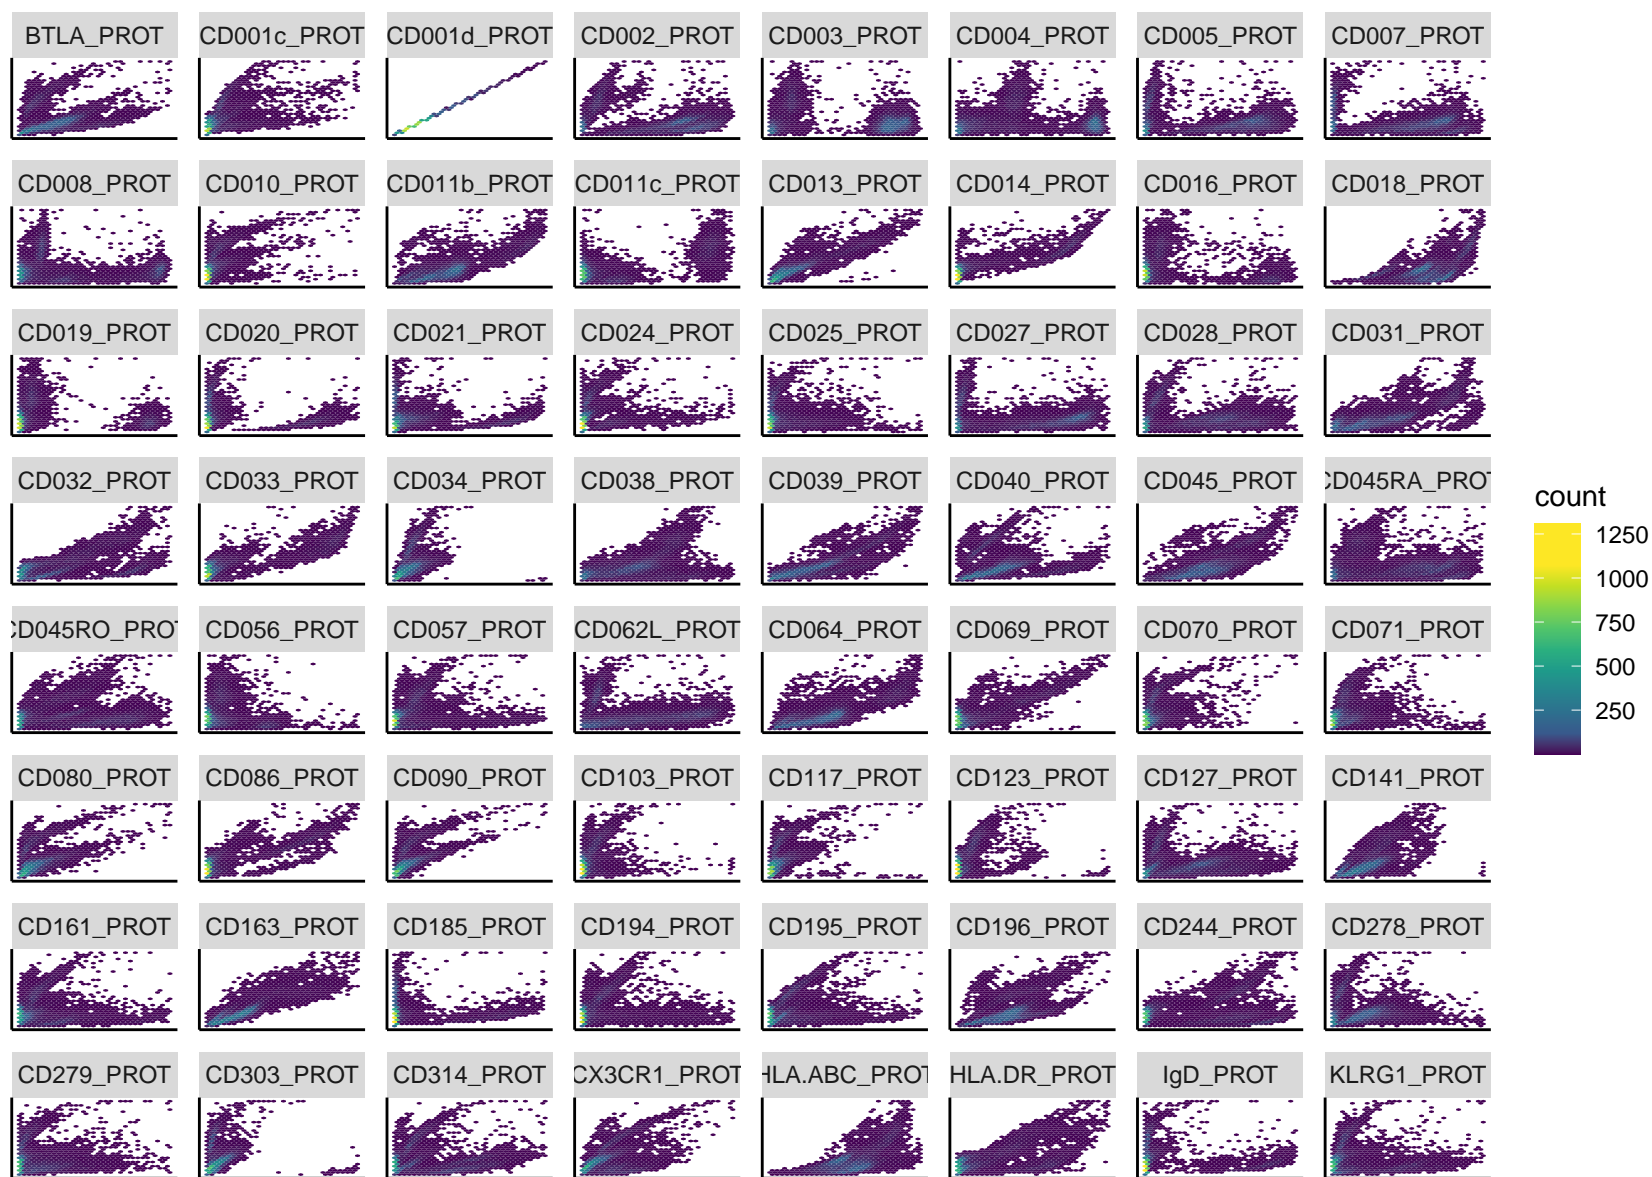 BTLA_PROT CD001c_PROT CD001d_PROT CD002_PROT CD003_PROT CD004_PROT CD005_PROT CD007_PROT
CD008_PROT CD010_PROT CD011b_PROT CD011c_PROT CD013_PROT CD014_PROT CD016_PROT CD018_PROT
CD019_PROT CD020_PROT CD021_PROT CD024_PROT CD025_PROT CD027_PROT CD028_PROT CD031_PROT
CD032_PROT CD033_PROT CD034_PROT CD038_PROT CD039_PROT CD040_PROT CD045_PROT CD045RA_PROT
CD045RO_PROT CD056_PROT CD057_PROT CD062L_PROT CD064_PROT CD069_PROT CD070_PROT CD071_PROT
CD080_PROT CD086_PROT CD090_PROT CD103_PROT CD117_PROT CD123_PROT CD127_PROT CD141_PROT
CD161_PROT CD163_PROT CD185_PROT CD194_PROT CD195_PROT CD196_PROT CD244_PROT CD278_PROT
CD279_PROT CD303_PROT CD314_PROT CX3CR1_PROT HLA.ABC_PROT HLA.DR_PROT IgD_PROT KLRG1_PROT
count
1250
1000
750
500
250